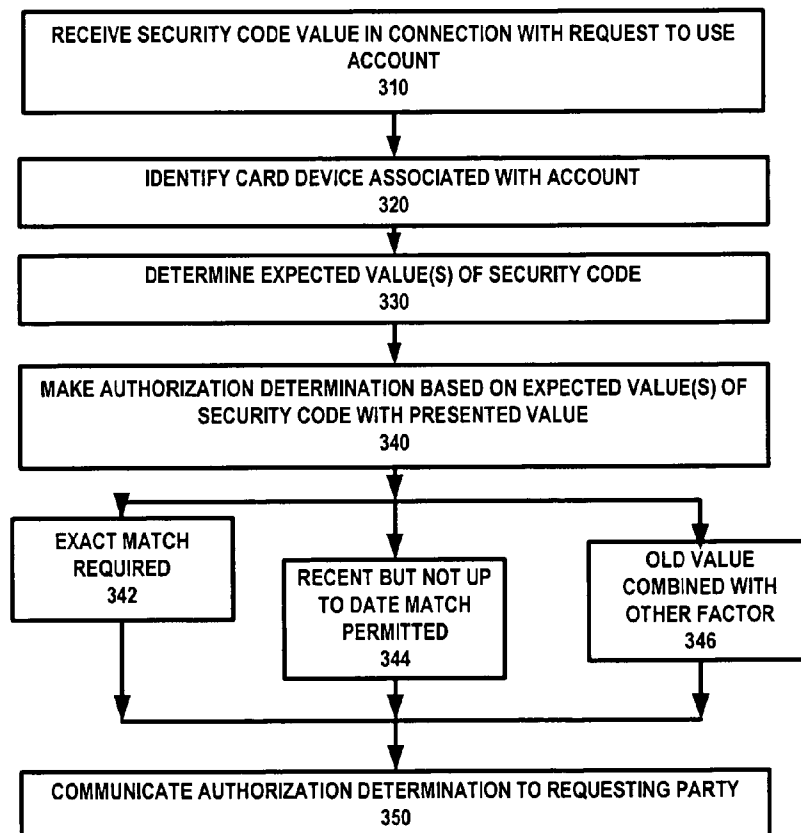 RECEIVE SECURITY CODE VALUE IN CONNECTION WITH REQUEST TO USE
ACCOUNT
310
IDENTIFY CARD DEVICE ASSOCIATED WITH ACCOUNT
320
DETERMINE EXPECTED VALUE(S) OF SECURITY CODE
330
MAKE AUTHORIZATION DETERMINATION BASED ON EXPECTED VALUE(S) OF
SECURITY CODE WITH PRESENTED VALUE
340
EXACT MATCH
REQUIRED
342
RECENT BUT NOT UP
TO DATE MATCH
PERMITTED
344
OLD VALUE
COMBINED WITH
OTHER FACTOR
346
COMMUNICATE AUTHORIZATION DETERMINATION TO REQUESTING PARTY
350